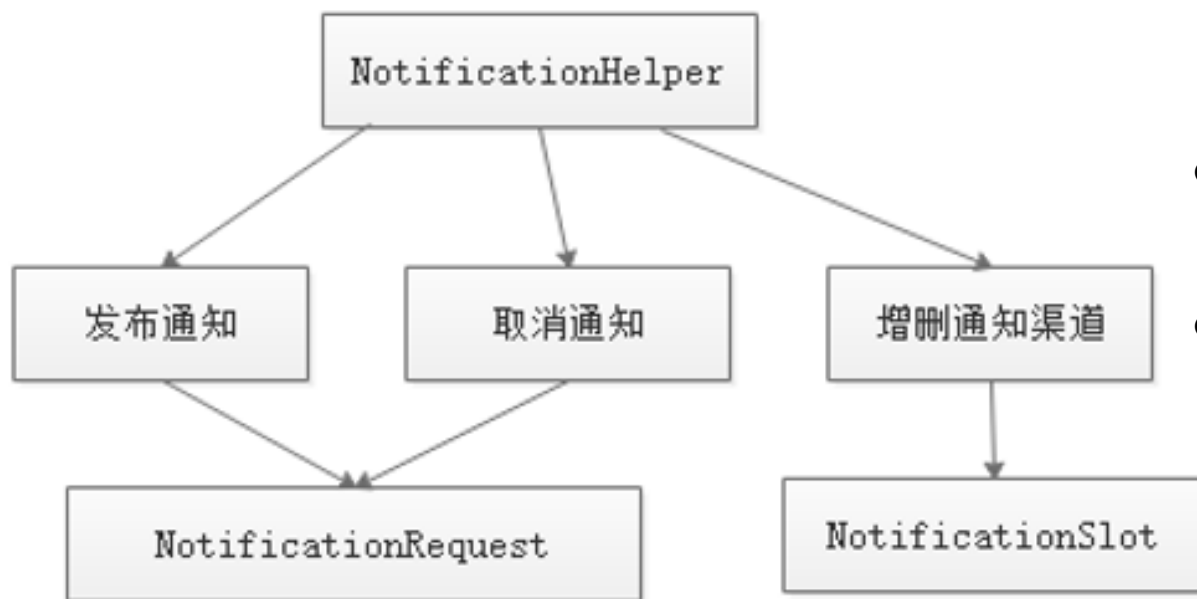 NotificationHelper
发布通知
取消通知
增删通知渠道
NotificationRequest
NotificationSlot